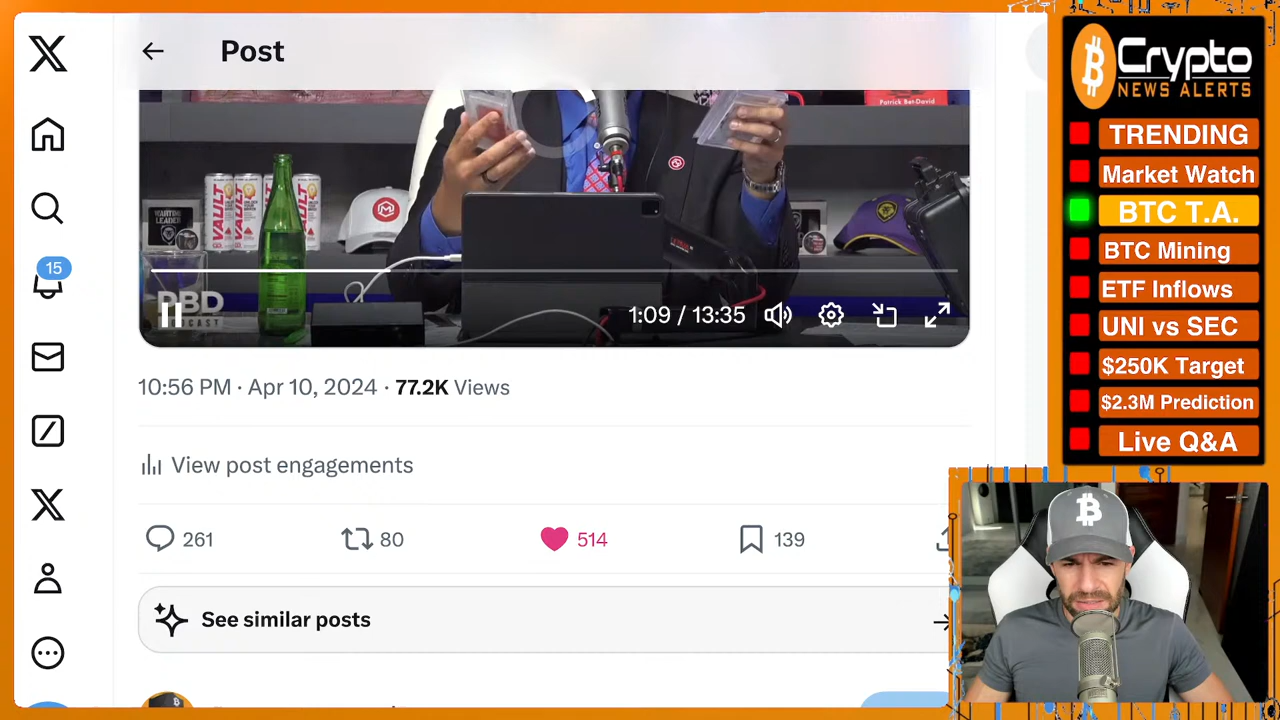 Post
Patrick Bet-David
VAULT
PBD
PODCAST
1:09 / 13:35
10:56 PM · Apr 10, 2024 · 77.2K Views
View post engagements
261
80
514
139
See similar posts
15
Crypto
NEWS ALERTS
TRENDING
Market Watch
BTC T.A.
BTC Mining
ETF Inflows
UNI vs SEC
$250K Target
$2.3M Prediction
Live Q&A